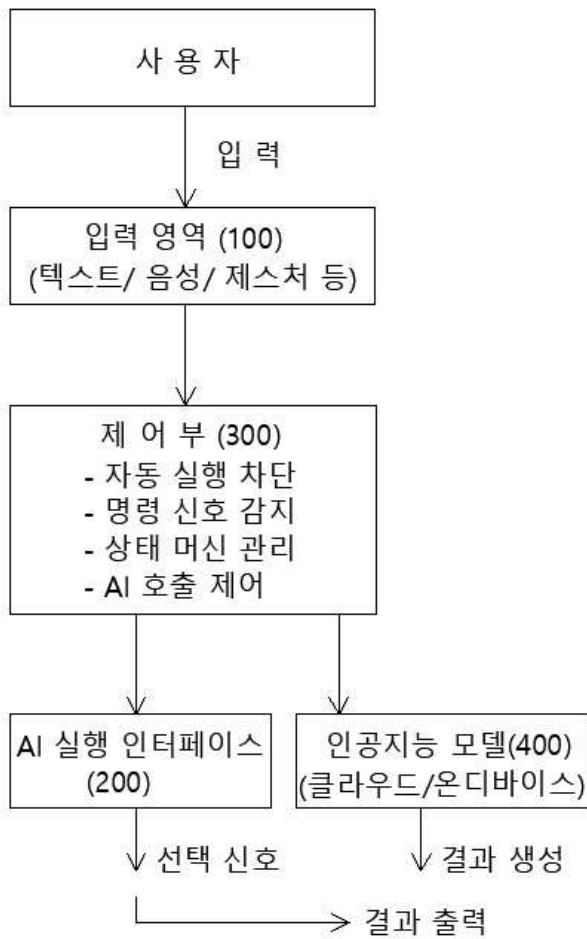 사 용 자
입 력
입력 영역 (100)
(텍스트/ 음성/ 제스처 등)
제 어 부 (300)
- 자동 실행 차단
- 명령 신호 감지
- 상태 머신 관리
- AI 호출 제어
AI 실행 인터페이스
(200)
인공지능 모델(400)
(클라우드/온디바이스)
선택 신호
결과 생성
결과 출력